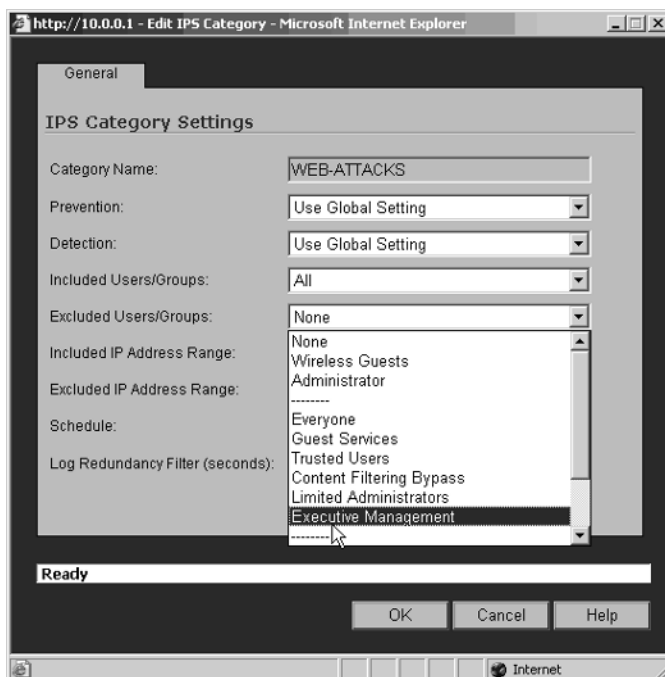 http://10.0.0.1 - Edit IPS Category - Microsoft Internet Explorer
General
IPS Category Settings
Category Name: WEB-ATTACKS
Prevention: Use Global Setting
Detection: Use Global Setting
Included Users/Groups: All
Excluded Users/Groups: None
Included IP Address Range:
Excluded IP Address Range:
Schedule:
Log Redundancy Filter (seconds):
None
Wireless Guests
Administrator
--------
Everyone
Guest Services
Trusted Users
Content Filtering Bypass
Limited Administrators
Executive Management
--------
Ready
OK Cancel Help
Internet